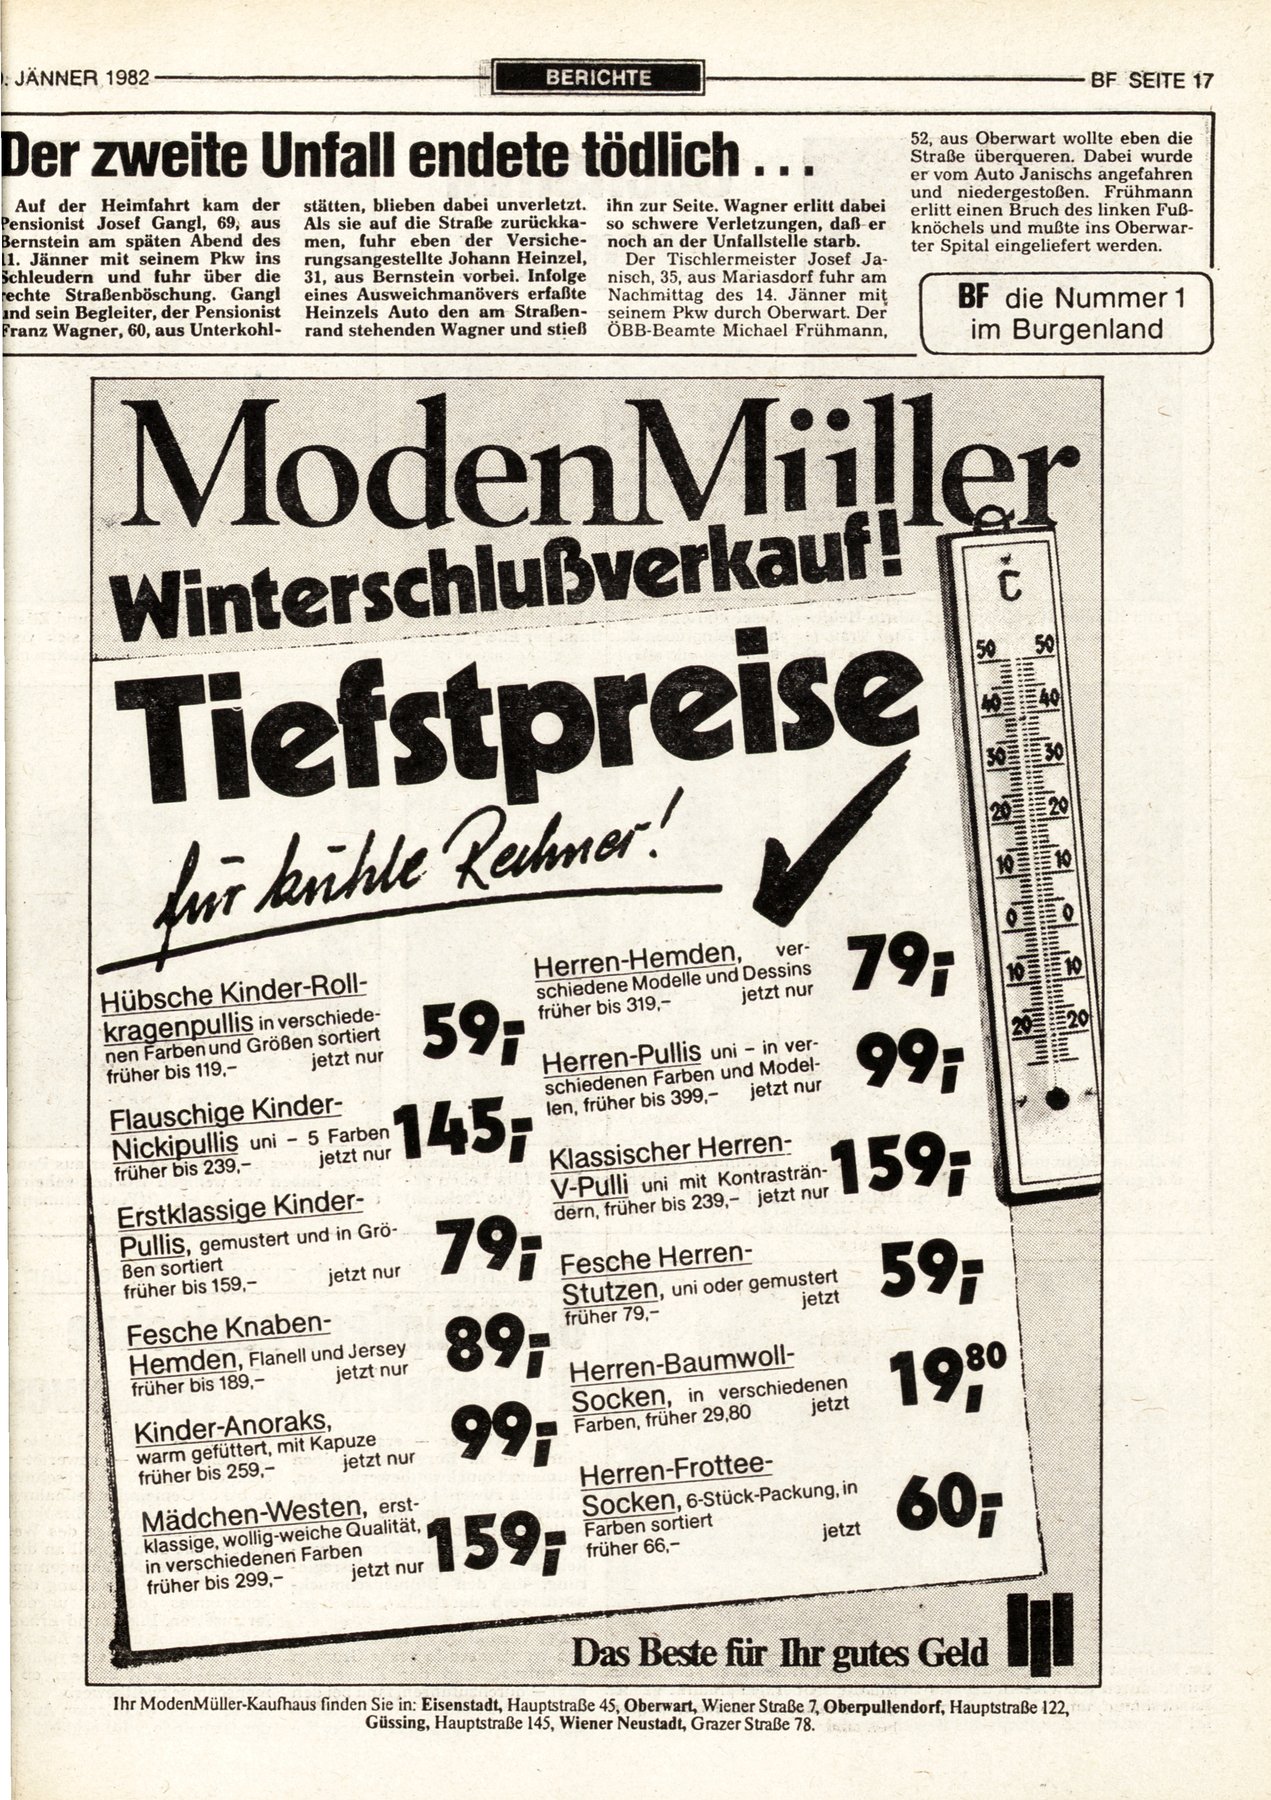 . JÄNNER 1982
BERICHTE
BF SEITE 17
Der zweite Unfall endete tödlich . . .
Auf der Heimfahrt kam der
Pensionist Josef Gangl, 69, aus
Bernstein am späten Abend des
11. Jänner mit seinem Pkw ins
Schleudern und fuhr über die
rechte Straßenböschung. Gangl
und sein Begleiter, der Pensionist
Franz Wagner, 60, aus Unterkohl-
stätten, blieben dabei unverletzt.
Als sie auf die Straße zurückka-
men, fuhr eben der Versiche-
rungsangestellte Johann Heinzel,
31, aus Bernstein vorbei. Infolge
eines Ausweichmanövers erfaßte
Heinzels Auto den am Straßen-
rand stehenden Wagner und stieß
ihn zur Seite. Wagner erlitt dabei
so schwere Verletzungen, daß er
noch an der Unfallstelle starb.
Der Tischlermeister Josef Ja-
nisch, 35, aus Mariasdorf fuhr am
Nachmittag des 14. Jänner mit
seinem Pkw durch Oberwart. Der
ÖBB-Beamte Michael Frühmann,
52, aus Oberwart wollte eben die
Straße überqueren. Dabei wurde
er vom Auto Janischs angefahren
und niedergestoßen. Frühmann
erlitt einen Bruch des linken Fuß-
knöchels und mußte ins Oberwar-
ter Spital eingeliefert werden.
BF die Nummer 1
im Burgenland
ModenMüller
Winterschlußverkauf!
Tiefstpreise
für kühle Rechner!
°C
50 50
40 40
30 30
20 20
10 10
0 0
10 10
20 20
Hübsche Kinder-Roll-
kragenpullis in verschiede-
nen Farben und Größen sortiert
früher bis 119,– jetzt nur
59,-
Flauschige Kinder-
Nickipullis uni – 5 Farben
früher bis 239,– jetzt nur
145,-
Erstklassige Kinder-
Pullis, gemustert und in Grö-
ßen sortiert
früher bis 159,– jetzt nur
79,-
Fesche Knaben-
Hemden, Flanell und Jersey
früher bis 189,– jetzt nur
89,-
Kinder-Anoraks,
warm gefüttert, mit Kapuze
früher bis 259,– jetzt nur
99,-
Mädchen-Westen, erst-
klassige, wollig-weiche Qualität,
in verschiedenen Farben
früher bis 299,– jetzt nur
159,-
Herren-Hemden, ver-
schiedene Modelle und Dessins
früher bis 319,– jetzt nur
79,-
Herren-Pullis uni – in ver-
schiedenen Farben und Model-
len, früher bis 399,– jetzt nur
99,-
Klassischer Herren-
V-Pulli uni mit Kontrasträn-
dern, früher bis 239,– jetzt nur
159,-
Fesche Herren-
Stutzen, uni oder gemustert
früher 79,– jetzt
59,-
Herren-Baumwoll-
Socken, in verschiedenen
Farben, früher 29,80 jetzt
19,80
Herren-Frottee-
Socken, 6-Stück-Packung, in
Farben sortiert
früher 66,– jetzt
60,-
Das Beste für Ihr gutes Geld
Ihr ModenMüller-Kaufhaus finden Sie in: Eisenstadt, Hauptstraße 45, Oberwart, Wiener Straße 7, Oberpullendorf, Hauptstraße 122,
Güssing, Hauptstraße 145, Wiener Neustadt, Grazer Straße 78.